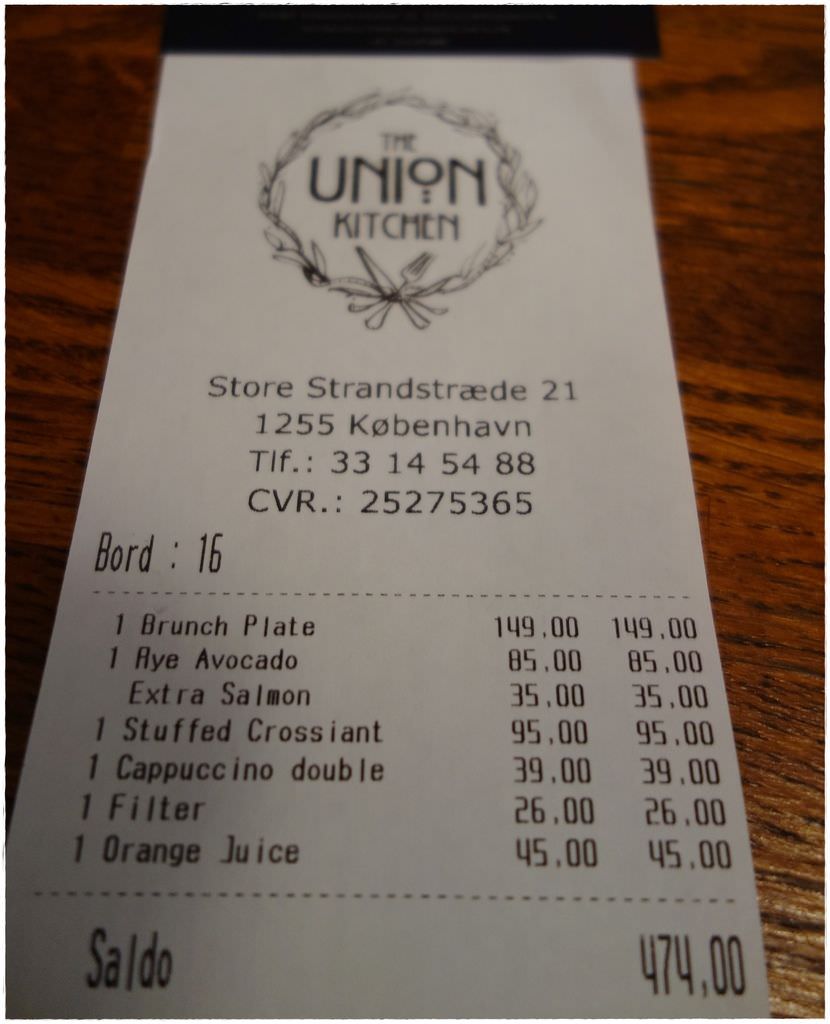 THE
UNION
KITCHEN
Store Strandstræde 21
1255 København
Tlf.: 33 14 54 88
CVR.: 25275365
Bord : 16
1 Brunch Plate 149,00 149,00
1 Rye Avocado 85,00 85,00
Extra Salmon 35,00 35,00
1 Stuffed Crossiant 95,00 95,00
1 Cappuccino double 39,00 39,00
1 Filter 26,00 26,00
1 Orange Juice 45,00 45,00
Saldo 474,00